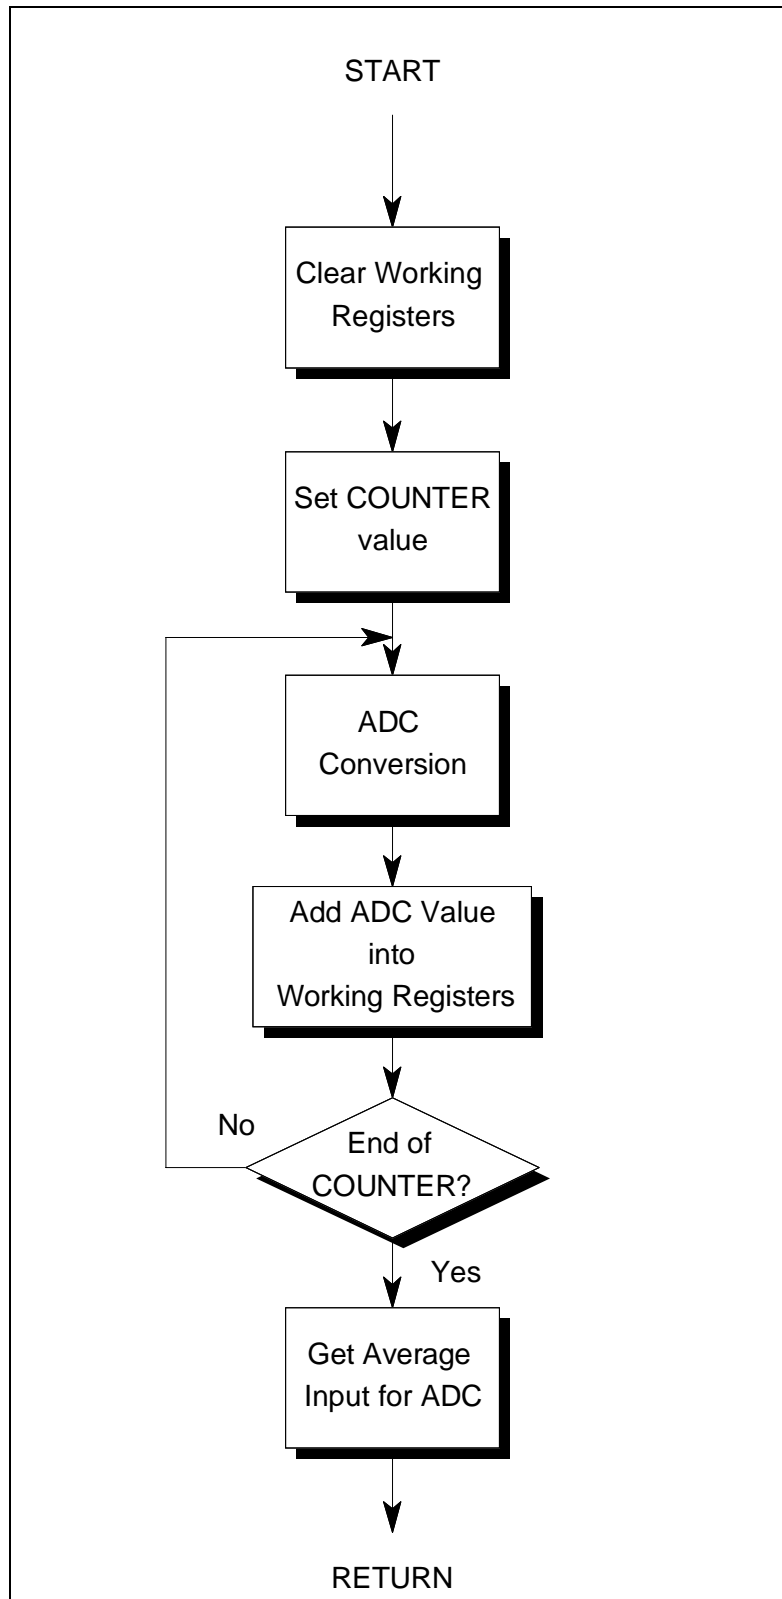 START
Clear Working
Registers
Set COUNTER
value
ADC
Conversion
Add ADC Value
into
Working Registers
No
End of
COUNTER?
Yes
Get Average
Input for ADC
RETURN